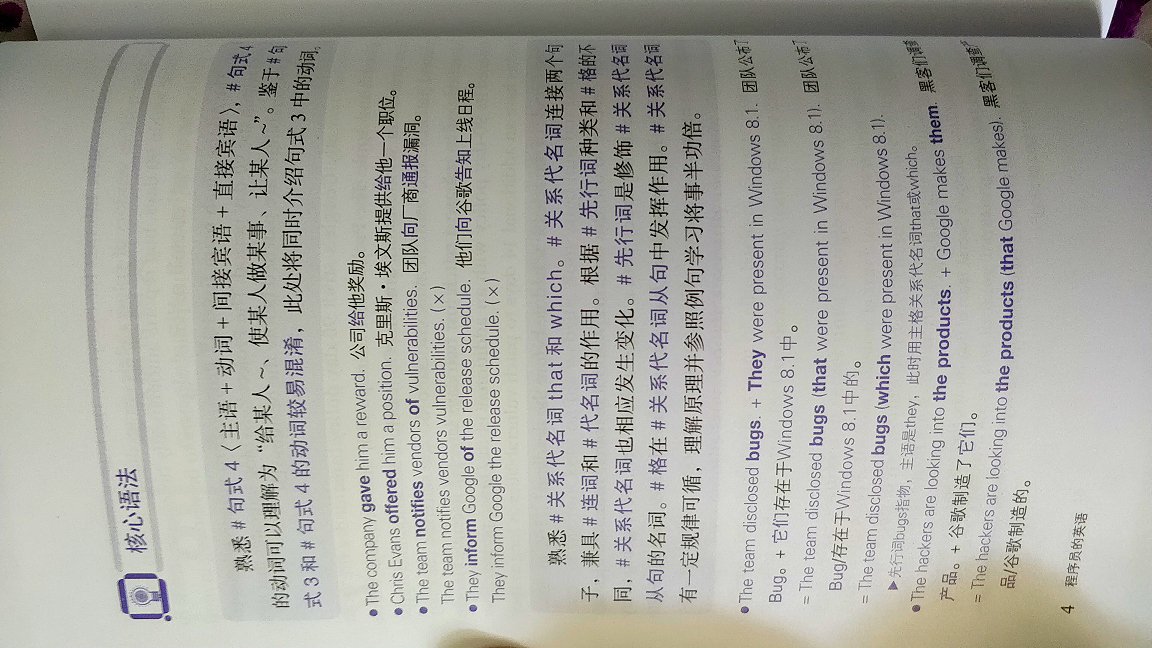 核心语法
熟悉 # 句式 4〈主语 + 动词 + 间接宾语 + 直接宾语〉，# 句式 4
的动词可以理解为“给某人~、使某人做某事、让某人~”。鉴于 # 句
式 3 和 # 句式 4 的动词较易混淆，此处将同时介绍句式 3 中的动词。
• The company gave him a reward. 公司给他奖励。
• Chris Evans offered him a position. 克里斯・埃文斯提供给他一个职位。
• The team notifies vendors of vulnerabilities. 团队向厂商通报漏洞。
The team notifies vendors vulnerabilities. (×)
• They inform Google of the release schedule. 他们向谷歌告知上线日程。
They inform Google the release schedule. (×)
熟悉 # 关系代名词 that 和 which。# 关系代名词连接两个句
子，兼具 # 连词和 # 代名词的作用。根据 # 先行词种类和 # 格的不
同，# 关系代名词也相应发生变化。# 先行词是修饰 # 关系代名词
从句的名词。# 格在 # 关系代名词从句中发挥作用。# 关系代名词
有一定规律可循，理解原理并参照例句学习将事半功倍。
• The team disclosed bugs. + They were present in Windows 8.1. 团队公布了
Bug。+ 它们存在于Windows 8.1中。
= The team disclosed bugs (that were present in Windows 8.1). 团队公布了
Bug/存在于Windows 8.1中的。
= The team disclosed bugs (which were present in Windows 8.1).
▶先行词bugs指物，主语是they，此时用主格关系代名词that或which。
• The hackers are looking into the products. + Google makes them. 黑客们调查
产品。+ 谷歌制造了它们。
= The hackers are looking into the products (that Google makes). 黑客们调查
品/谷歌制造的。
4 程序员的英语